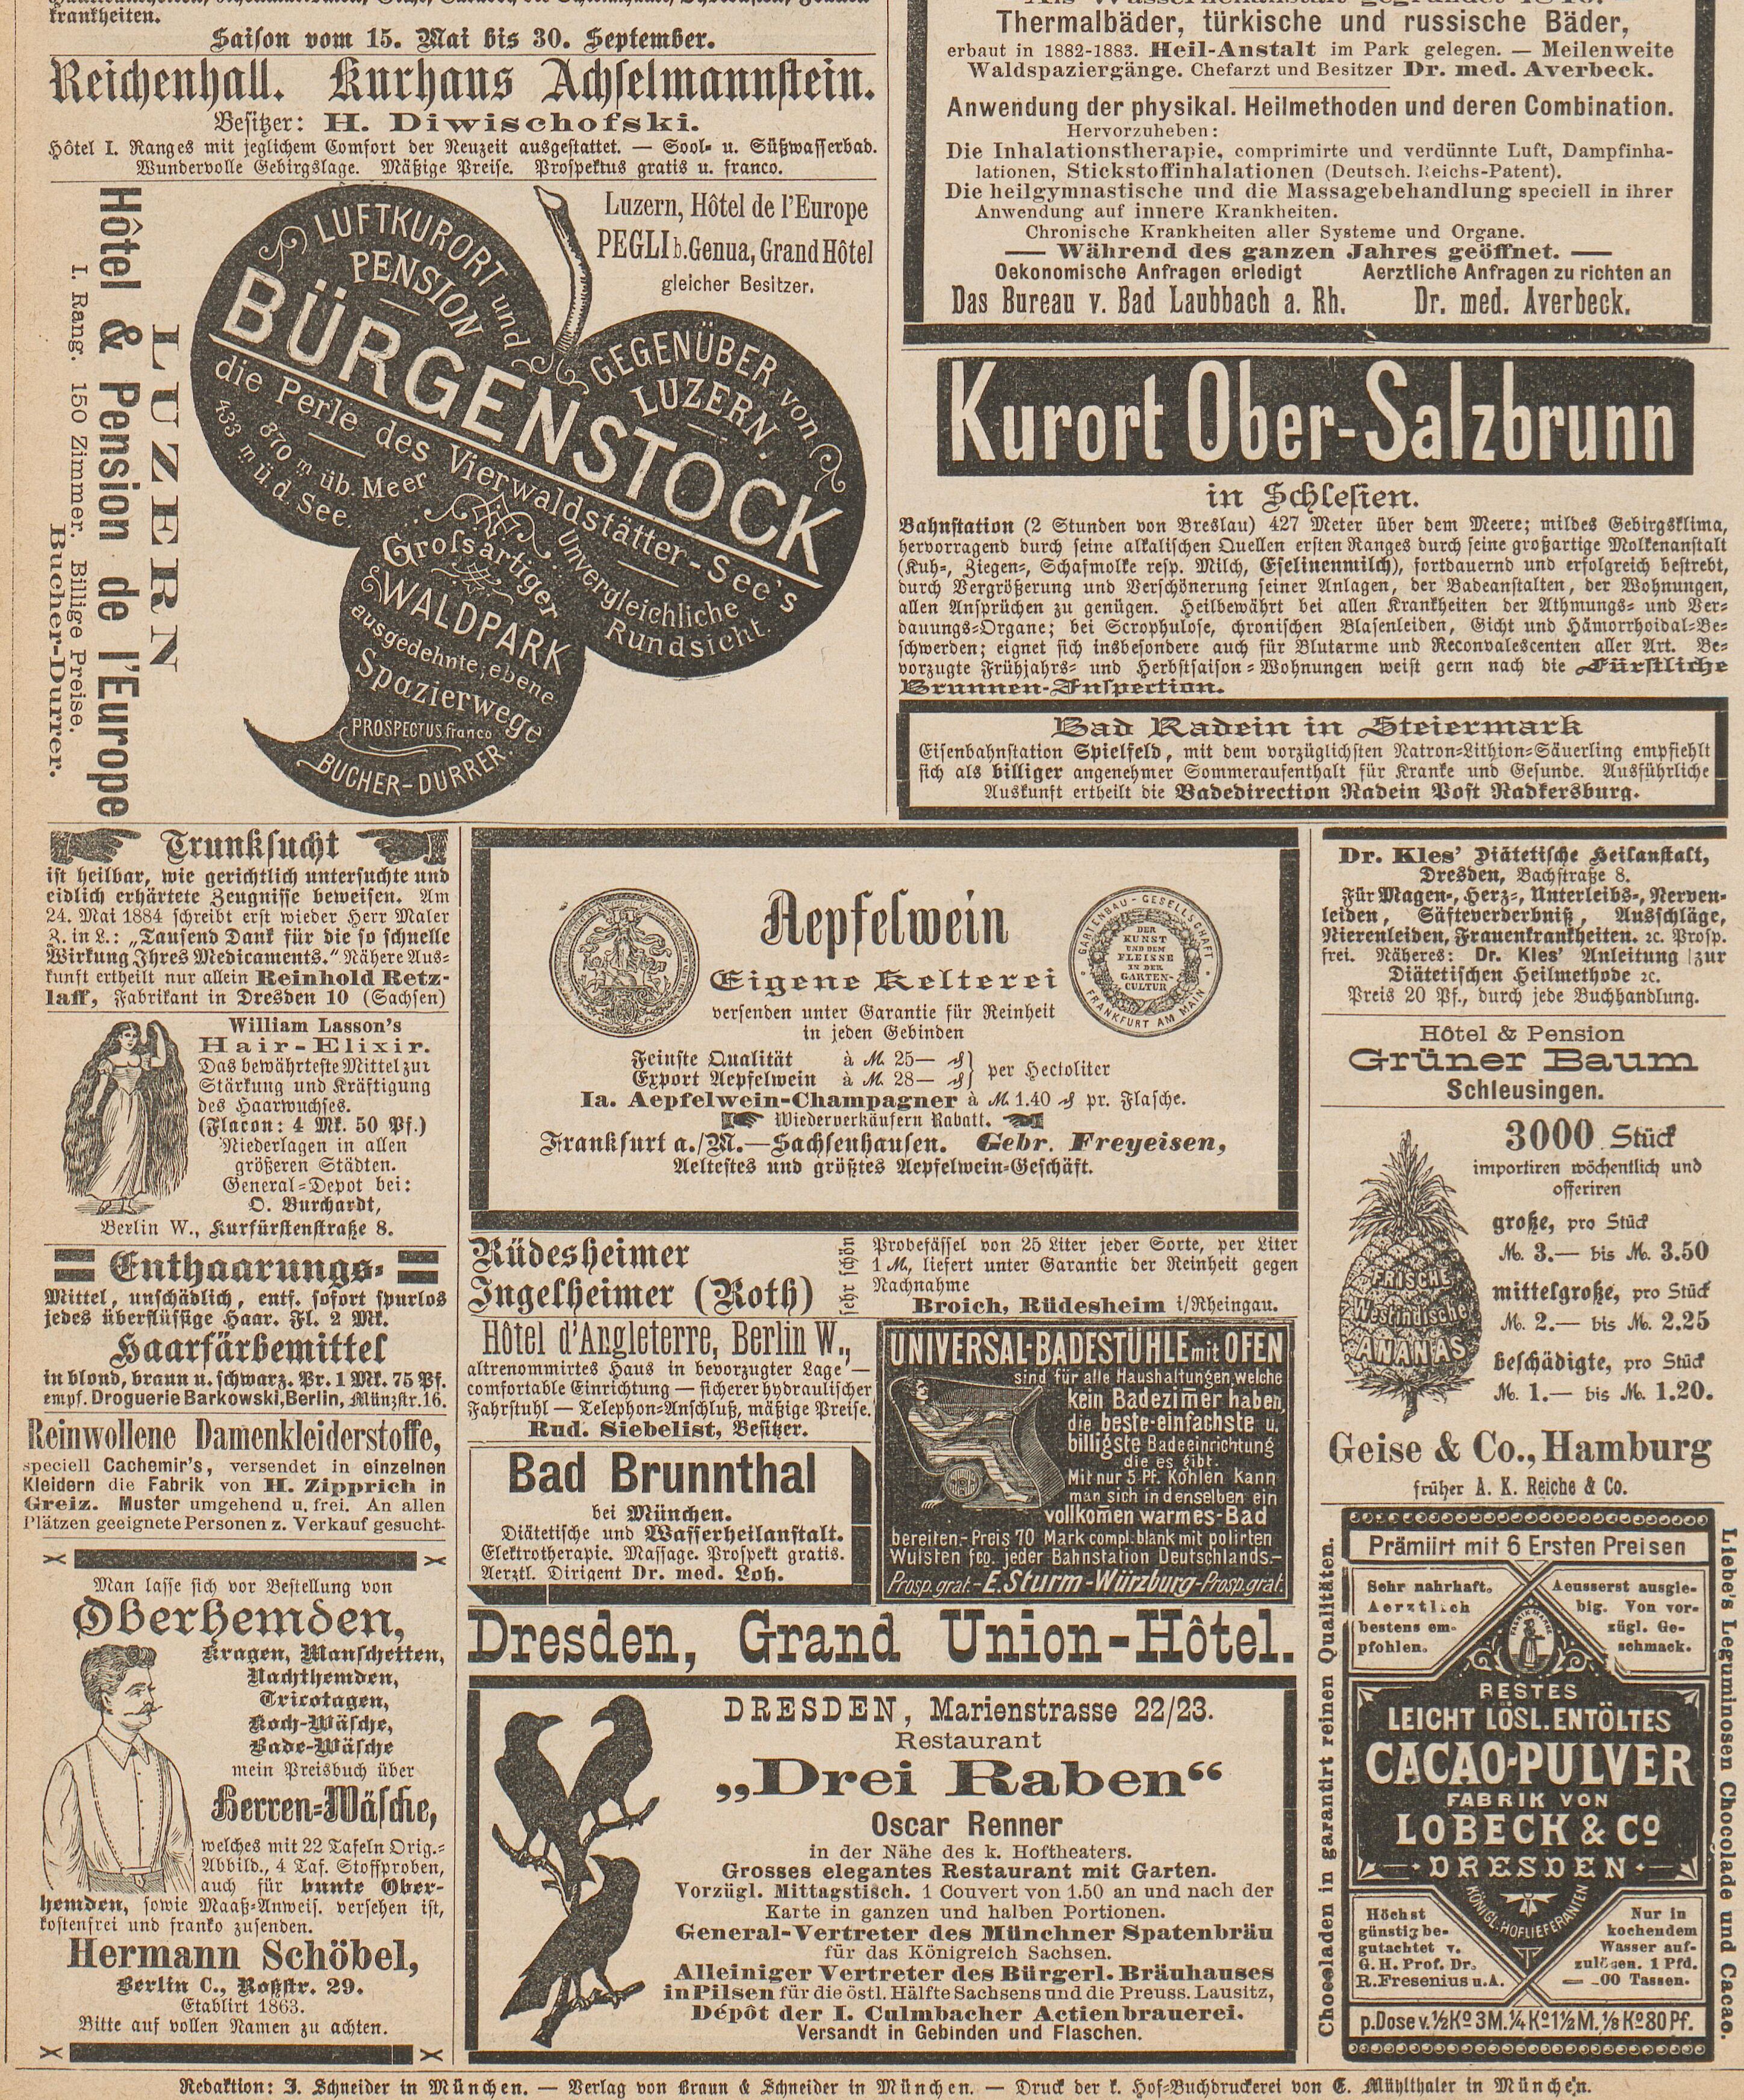 krankheiten.
Saison vom 15. Mai bis 30. September.
Reichenhall. Kurhaus Achselmannstein.
Besitzer: H. Diwischofski.
Hôtel I. Ranges mit jeglichem Comfort der Neuzeit ausgestattet. — Sool- u. Süßwasserbad.
Wundervolle Gebirgslage. Mäßige Preise. Prospektus gratis u. franco.
LUZERN
Hôtel & Pension de l'Europe
I. Rang. 150 Zimmer. Billige Preise.
Bucher-Durrer.
Luzern, Hôtel de l'Europe
PEGLI b. Genua, Grand Hôtel
gleicher Besitzer.
LUFTKURORT und
PENSION
BÜRGENSTOCK
GEGENÜBER von
LUZERN.
die Perle des Vierwaldstätter-See's
870 m üb. Meer
433 m ü. d. See.
Unvergleichliche
Rundsicht.
Grofsartiger
WALDPARK
ausgedehnte, ebene
Spazierwege
PROSPECTUS franco
BUCHER-DURRER.
Thermalbäder, türkische und russische Bäder,
erbaut in 1882-1883. Heil-Anstalt im Park gelegen. — Meilenweite
Waldspaziergänge. Chefarzt und Besitzer Dr. med. Averbeck.
Anwendung der physikal. Heilmethoden und deren Combination.
Hervorzuheben:
Die Inhalationstherapie, comprimirte und verdünnte Luft, Dampfinha-
lationen, Stickstoffinhalationen (Deutsch. Reichs-Patent).
Die heilgymnastische und die Massagebehandlung speciell in ihrer
Anwendung auf innere Krankheiten.
Chronische Krankheiten aller Systeme und Organe.
— Während des ganzen Jahres geöffnet. —
Oekonomische Anfragen erledigt Aerztliche Anfragen zu richten an
Das Bureau v. Bad Laubbach a. Rh. Dr. med. Averbeck.
Kurort Ober-Salzbrunn
in Schlesien.
Bahnstation (2 Stunden von Breslau) 427 Meter über dem Meere; mildes Gebirgsklima,
hervorragend durch seine alkalischen Quellen ersten Ranges durch seine großartige Molkenanstalt
(Kuh-, Ziegen-, Schafmolke resp. Milch, Eselinenmilch), fortdauernd und erfolgreich bestrebt,
durch Vergrößerung und Verschönerung seiner Anlagen, der Badeanstalten, der Wohnungen,
allen Ansprüchen zu genügen. Heilbewährt bei allen Krankheiten der Athmungs- und Ver-
dauungs-Organe; bei Scrophulose, chronischen Blasenleiden, Gicht und Hämorrhoidal-Be-
schwerden; eignet sich insbesondere auch für Blutarme und Reconvalescenten aller Art. Be-
vorzugte Frühjahrs- und Herbstsaison-Wohnungen weist gern nach die Fürstliche
Brunnen-Inspection.
Bad Radein in Steiermark
Eisenbahnstation Spielfeld, mit dem vorzüglichsten Natron-Lithion-Säuerling empfiehlt
sich als billiger angenehmer Sommeraufenthalt für Kranke und Gesunde. Ausführliche
Auskunft ertheilt die Badedirection Radein Post Radkersburg.
Trunksucht
ist heilbar, wie gerichtlich untersuchte und
eidlich erhärtete Zeugnisse beweisen. Am
24. Mai 1884 schreibt erst wieder Herr Maler
Z. in L.: „Tausend Dank für die so schnelle
Wirkung Ihres Medicaments." Nähere Aus-
kunft ertheilt nur allein Reinhold Retz-
laff, Fabrikant in Dresden 10 (Sachsen)
William Lasson's
Hair-Elixir.
Das bewährteste Mittel zur
Stärkung und Kräftigung
des Haarwuchses.
(Flacon: 4 Mk. 50 Pf.)
Niederlagen in allen
größeren Städten.
General-Depot bei:
O. Burchardt,
Berlin W., Kurfürstenstraße 8.
Enthaarungs-
Mittel, unschädlich, entf. sofort spurlos
jedes überflüssige Haar. Fl. 2 Mk.
Haarfärbemittel
in blond, braun u. schwarz. Pr. 1 Mk. 75 Pf.
empf. Droguerie Barkowski, Berlin, Münzstr. 16.
Reinwollene Damenkleiderstoffe,
speciell Cachemir's, versendet in einzelnen
Kleidern die Fabrik von H. Zipprich in
Greiz. Muster umgehend u. frei. An allen
Plätzen geeignete Personen z. Verkauf gesucht.
Man lasse sich vor Bestellung von
Oberhemden,
Kragen, Manschetten,
Nachthemden,
Tricotagen,
Koch-Wäsche,
Bade-Wäsche
mein Preisbuch über
Herren-Wäsche,
welches mit 22 Tafeln Orig.-
Abbild., 4 Taf. Stoffproben,
auch für bunte Ober-
hemden, sowie Maaß-Anweis. versehen ist,
kostenfrei und franko zusenden.
Hermann Schöbel,
Berlin C., Roßstr. 29.
Etablirt 1863.
Bitte auf vollen Namen zu achten.
Aepfelwein
Eigene Kelterei
versenden unter Garantie für Reinheit
in jeden Gebinden
GARTENBAU-GESELLSCHAFT
FRANKFURT AM MAIN
DER
KUNST
UND DEM
FLEISSE
IN DER
GARTEN-
CULTUR
Feinste Qualität à M. 25— ₰
Export Aepfelwein à M. 28— ₰ } per Hectoliter
Ia. Aepfelwein-Champagner à M 1.40 ₰ pr. Flasche.
Wiederverkäufern Rabatt.
Frankfurt a./M.—Sachsenhausen. Gebr. Freyeisen,
Aeltestes und größtes Aepfelwein-Geschäft.
Rüdesheimer
Ingelheimer (Roth)
sehr schön
Probefässel von 25 Liter jeder Sorte, per Liter
1 M, liefert unter Garantie der Reinheit gegen
Nachnahme
Broich, Rüdesheim i/Rheingau.
Hôtel d'Angleterre, Berlin W.,
altrenommirtes Haus in bevorzugter Lage —
comfortable Einrichtung — sicherer hydraulischer
Fahrstuhl — Telephon-Anschluß, mäßige Preise.
Rud. Siebelist, Besitzer.
Bad Brunnthal
bei München.
Diätetische und Wasserheilanstalt.
Elektrotherapie. Massage. Prospekt gratis.
Aerztl. Dirigent Dr. med. Loh.
UNIVERSAL-BADESTÜHLE mit OFEN
sind für alle Haushaltungen, welche
kein Badezimer haben,
die beste-einfachste u.
billigste Badeeinrichtung
die es gibt.
Mit nur 5 Pf. Kohlen kann
man sich in denselben ein
vollkomen warmes-Bad
bereiten.-Preis 70 Mark compl. blank mit polirten
Wulsten fco. jeder Bahnstation Deutschlands.-
Prosp. grat.-E. Sturm-Würzburg-Prosp. grat.
Dresden, Grand Union-Hôtel.
DRESDEN, Marienstrasse 22/23.
Restaurant
„Drei Raben“
Oscar Renner
in der Nähe des k. Hoftheaters.
Grosses elegantes Restaurant mit Garten.
Vorzügl. Mittagstisch. 1 Couvert von 1.50 an und nach der
Karte in ganzen und halben Portionen.
General-Vertreter des Münchner Spatenbräu
für das Königreich Sachsen.
Alleiniger Vertreter des Bürgerl. Bräuhauses
in Pilsen für die östl. Hälfte Sachsens und die Preuss. Lausitz,
Dépôt der I. Culmbacher Actienbrauerei.
Versandt in Gebinden und Flaschen.
Dr. Kles' Diätetische Heilanstalt,
Dresden, Bachstraße 8.
Für Magen-, Herz-, Unterleibs-, Nerven-
leiden, Säfteverderbniß, Ausschläge,
Nierenleiden, Frauenkrankheiten. ꝛc. Prosp.
frei. Näheres: Dr. Kles' Anleitung zur
Diätetischen Heilmethode ꝛc.
Preis 20 Pf., durch jede Buchhandlung.
Hôtel & Pension
Grüner Baum
Schleusingen.
3000 Stück
importiren wöchentlich und
offeriren
große, pro Stück
M. 3.— bis M. 3.50
mittelgroße, pro Stück
M. 2.— bis M. 2.25
beschädigte, pro Stück
M. 1.— bis M. 1.20.
FRISCHE
Westindische
ANANAS
Geise & Co., Hamburg
früher A. K. Reiche & Co.
Chocoladen in garantirt reinen Qualitäten.
Prämiirt mit 6 Ersten Preisen
Sehr nahrhaft.
Aerztlich
bestens em-
pfohlen.
Aeusserst ausgie-
big. Von vor-
zügl. Ge-
schmack.
FABRIK MARKE
BESTES
LEICHT LÖSL. ENTÖLTES
CACAO-PULVER
FABRIK VON
LOBECK & Co
DRESDEN
KÖNIGL. HOFLIEFERANTEN
Höchst
günstig be-
gutachtet v.
G. H. Prof. Dr.
R. Fresenius u. A.
Nur in
kochendem
Wasser auf-
zulösen. 1 Pfd.
= 100 Tassen.
p. Dose v. ½ Ko 3 M. ¼ Ko 1½ M. ⅛ Ko 80 Pf.
Liebe's Leguminosen Chocolade und Cacao.
Redaktion: J. Schneider in München. — Verlag von Braun & Schneider in München. — Druck der k. Hof-Buchdruckerei von E. Mühlthaler in München.